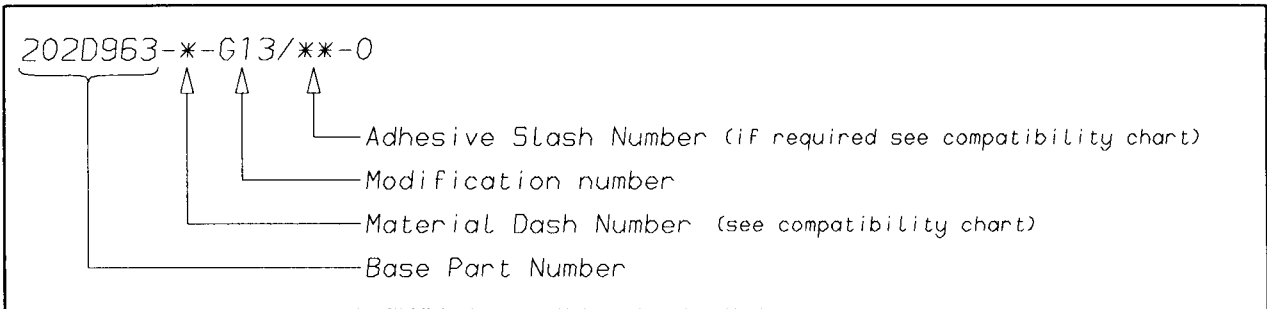 202D963-*-G13/**-0
Adhesive Slash Number (if required see compatibility chart)
Modification number
Material Dash Number (see compatibility chart)
Base Part Number